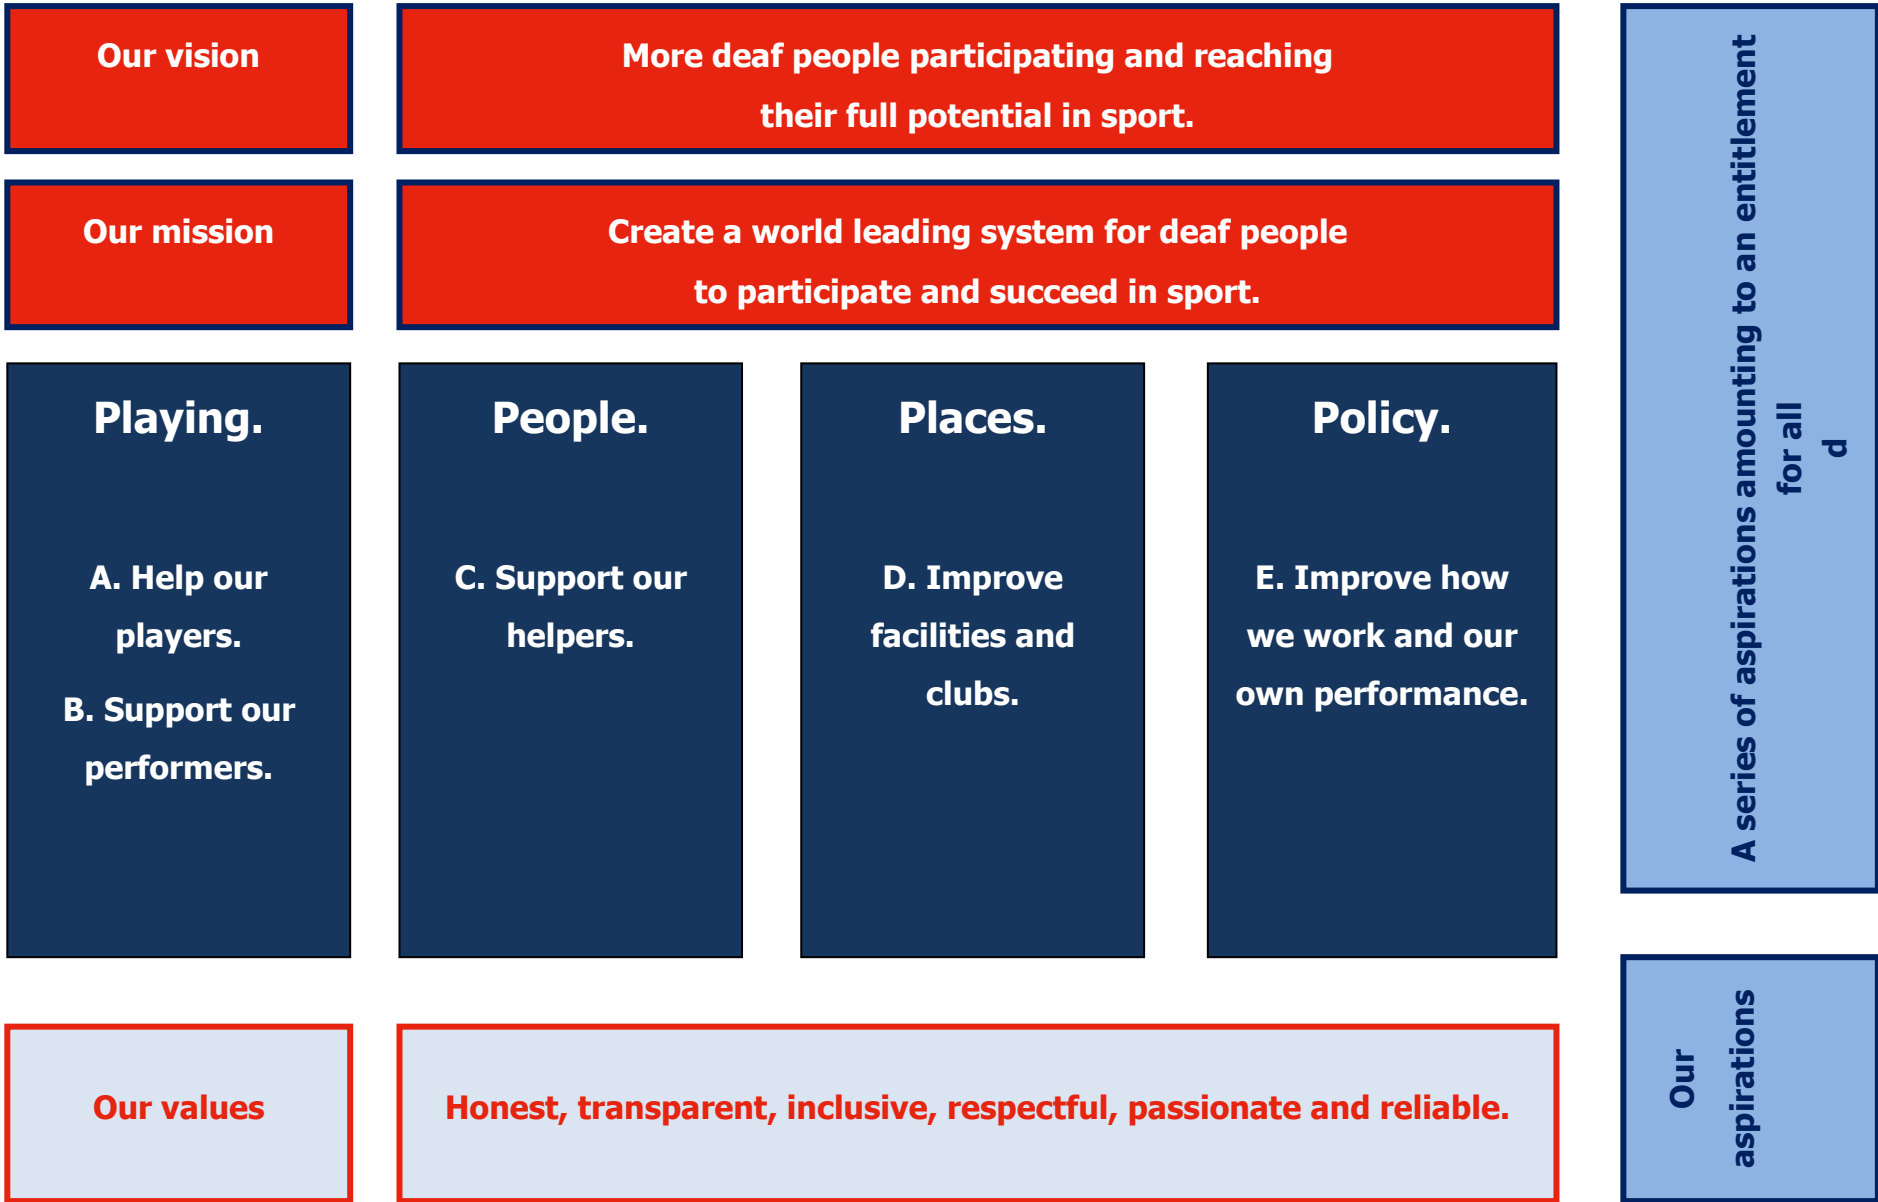 Our vision
More deaf people participating and reaching
their full potential in sport.
Our mission
Create a world leading system for deaf people
to participate and succeed in sport.
Playing.
A. Help our
players.
B. Support our
performers.
People.
C. Support our
helpers.
Places.
D. Improve
facilities and
clubs.
Policy.
E. Improve how
we work and our
own performance.
Our values
Honest, transparent, inclusive, respectful, passionate and reliable.
A series of aspirations amounting to an entitlement
for all
d
Our
aspirations